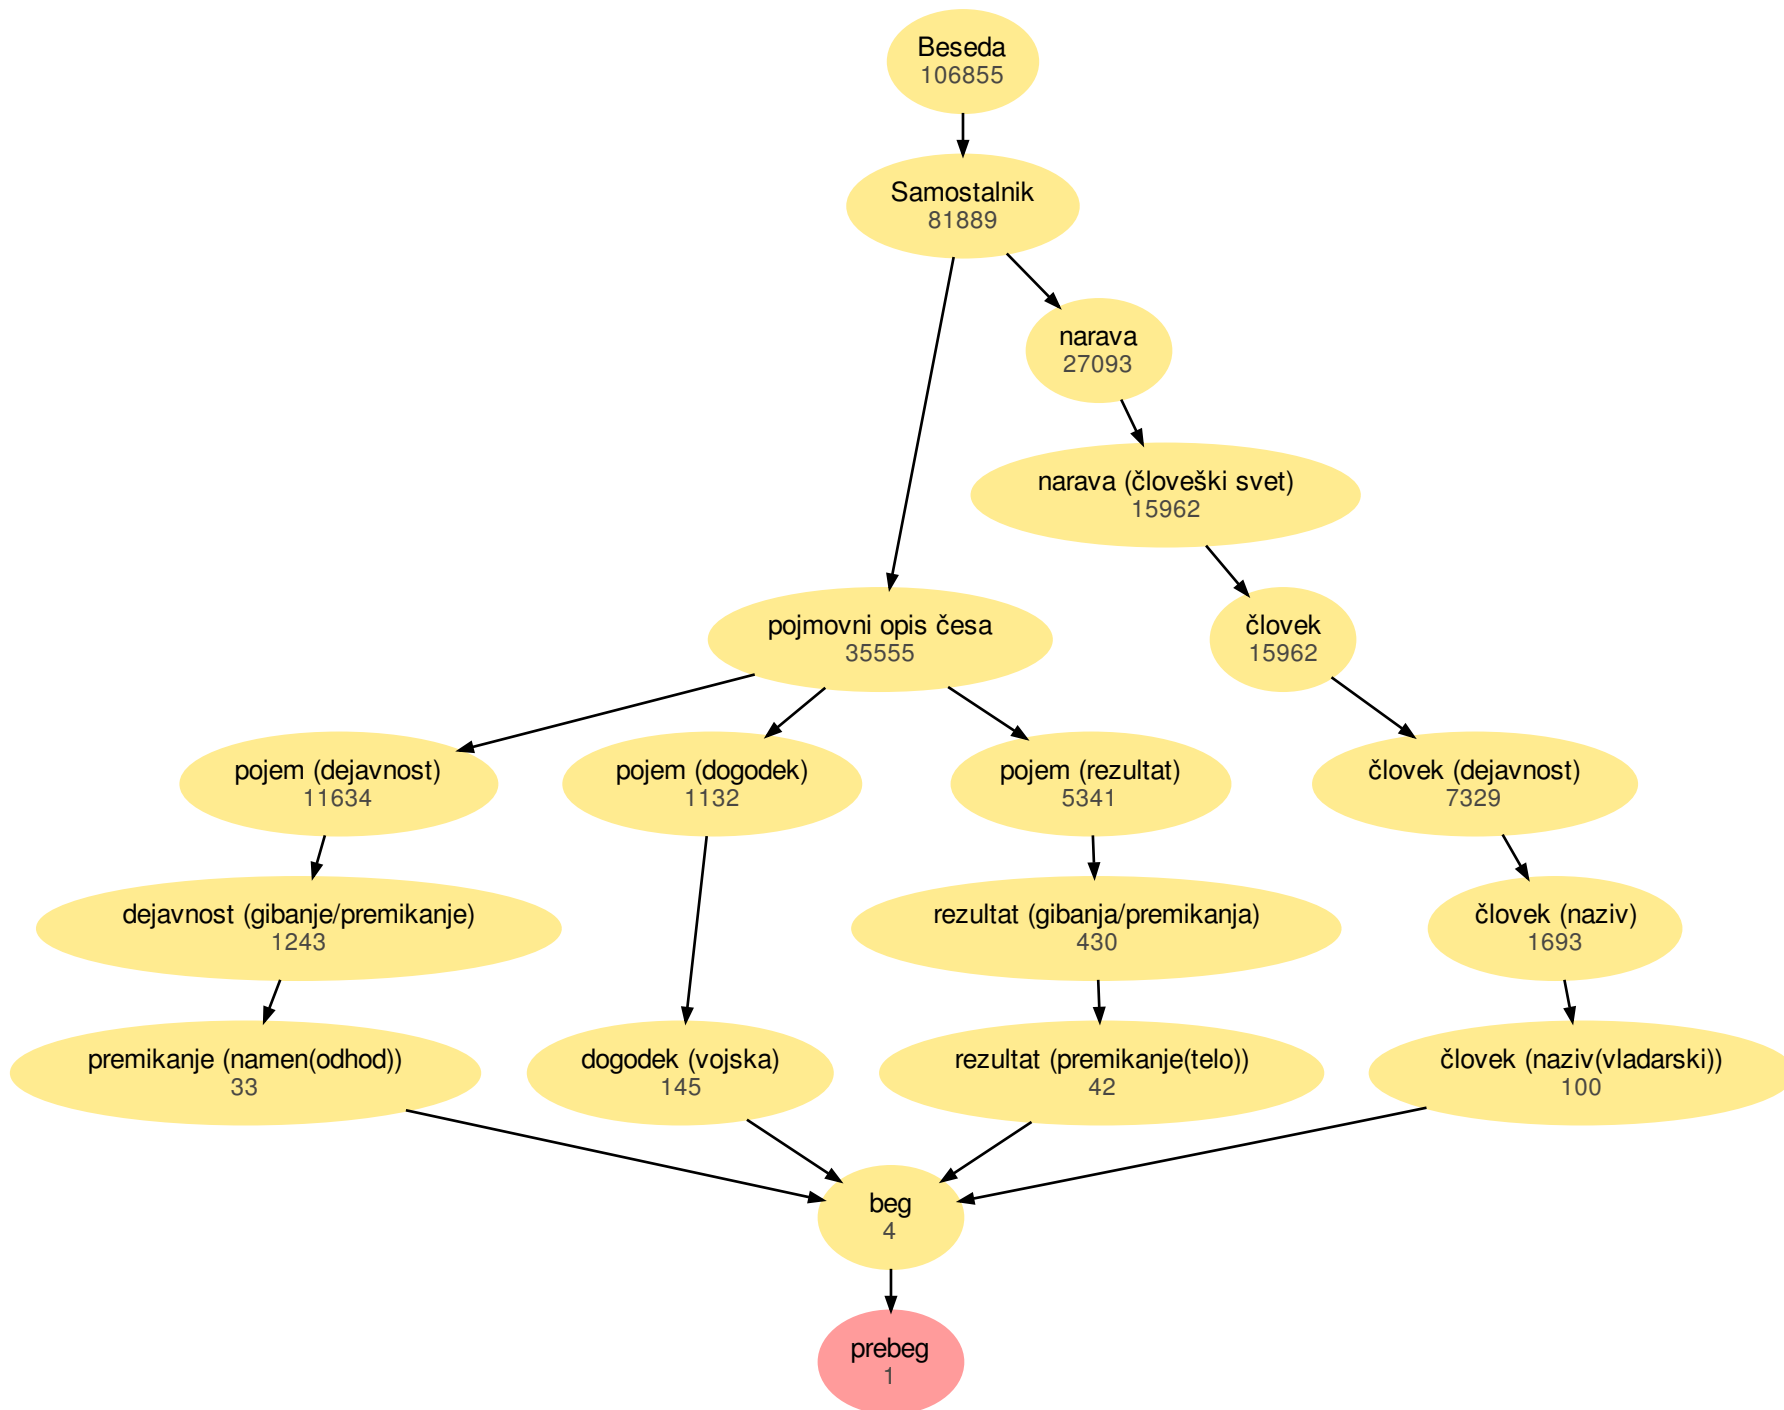 Beseda
106855
Samostalnik
81889
narava
27093
narava (človeški svet)
15962
pojmovni opis česa
35555
človek
15962
pojem (dejavnost)
11634
pojem (dogodek)
1132
pojem (rezultat)
5341
človek (dejavnost)
7329
dejavnost (gibanje/premikanje)
1243
rezultat (gibanja/premikanja)
430
človek (naziv)
1693
premikanje (namen(odhod))
33
dogodek (vojska)
145
rezultat (premikanje(telo))
42
človek (naziv(vladarski))
100
beg
4
prebeg
1